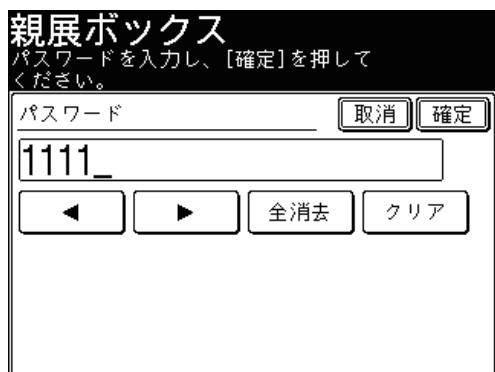 親展ボックス
パスワードを入力し、[確定]を押して
ください。
パスワード 取消 確定
1111_
◀ ▶ 全消去 クリア